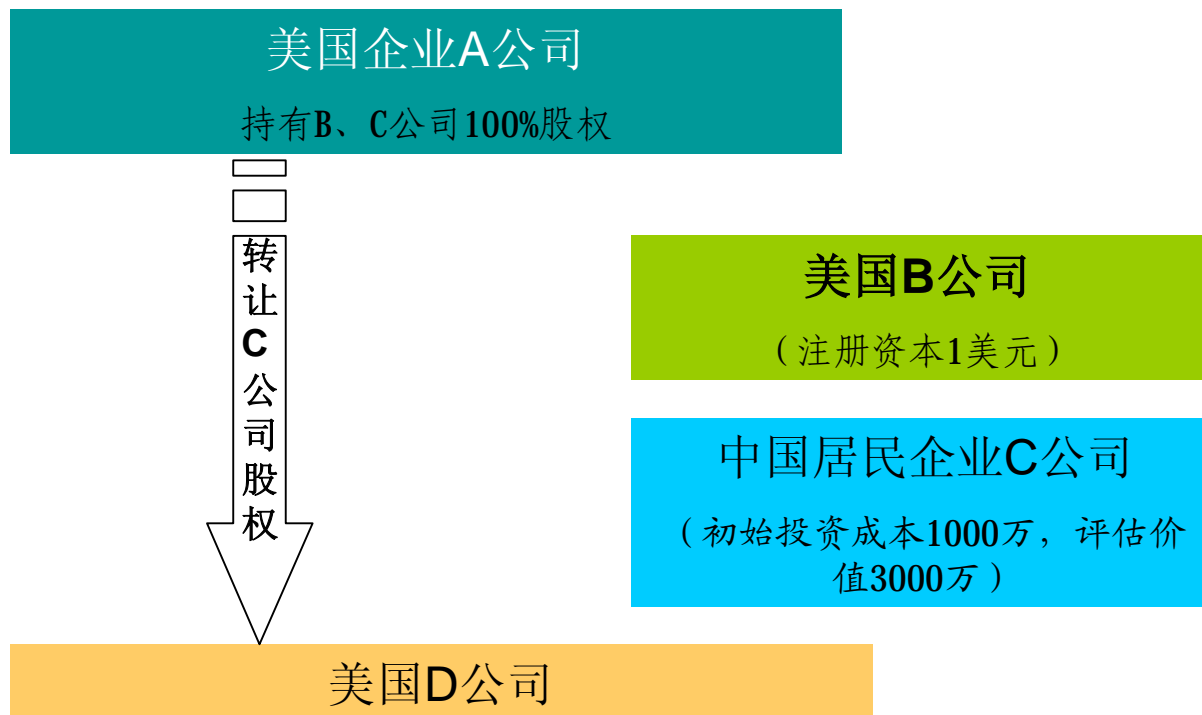 美国企业A公司
持有B、C公司100%股权
转
让
C
公
司
股
权
美国B公司
（注册资本1美元）
中国居民企业C公司
（初始投资成本1000万，评估价
值3000万）
美国D公司